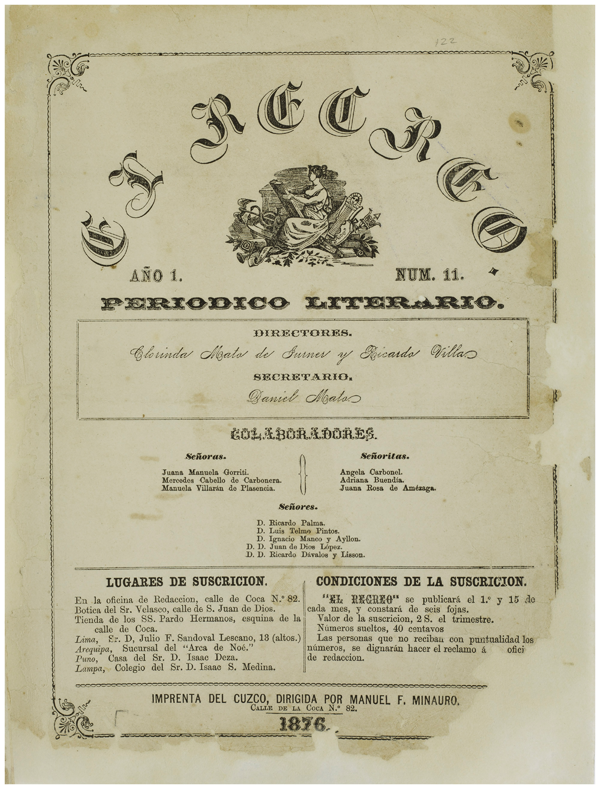 122
EL RECREO
AÑO 1. NUM. 11.
PERIODICO LITERARIO.
DIRECTORES.
Clorinda Mato de Turner y Ricardo Villa
SECRETARIO.
Daniel Mato
COLABORADORES.
Señoras.
Juana Manuela Gorriti.
Mercedes Cabello de Carbonera.
Manuela Villarán de Plasencia.
Señoritas.
Angela Carbonel.
Adriana Buendía.
Juana Rosa de Amézaga.
Señores.
D. Ricardo Palma.
D. Luis Telmo Pintos.
D. Ignacio Manco y Ayllon.
D. D. Juan de Dios López.
D. D. Ricardo Dávalos y Lisson.
LUGARES DE SUSCRICION.
En la oficina de Redaccion, calle de Coca N.º 82.
Botica del Sr. Velasco, calle de S. Juan de Dios.
Tienda de los SS. Pardo Hermanos, esquina de la
calle de Coca.
Lima, Sr. D, Julio F. Sandoval Lescano, 13 (altos.)
Arequipa, Sucursal del "Arca de Noé."
Puno, Casa del Sr. D. Isaac Deza.
Lampa, Colegio del Sr. D. Isaac S. Medina.
CONDICIONES DE LA SUSCRICION.
"EL RECREO" se publicará el 1.º y 15 de
cada mes, y constará de seis fojas.
Valor de la suscricion, 2 S. el trimestre.
Números sueltos, 40 centavos
Las personas que no reciban con puntualidad los
números, se dignarán hacer el reclamo á ofici
de redaccion.
IMPRENTA DEL CUZCO, DIRIGIDA POR MANUEL F. MINAURO.
CALLE DE LA COCA N.º 82.
1876.